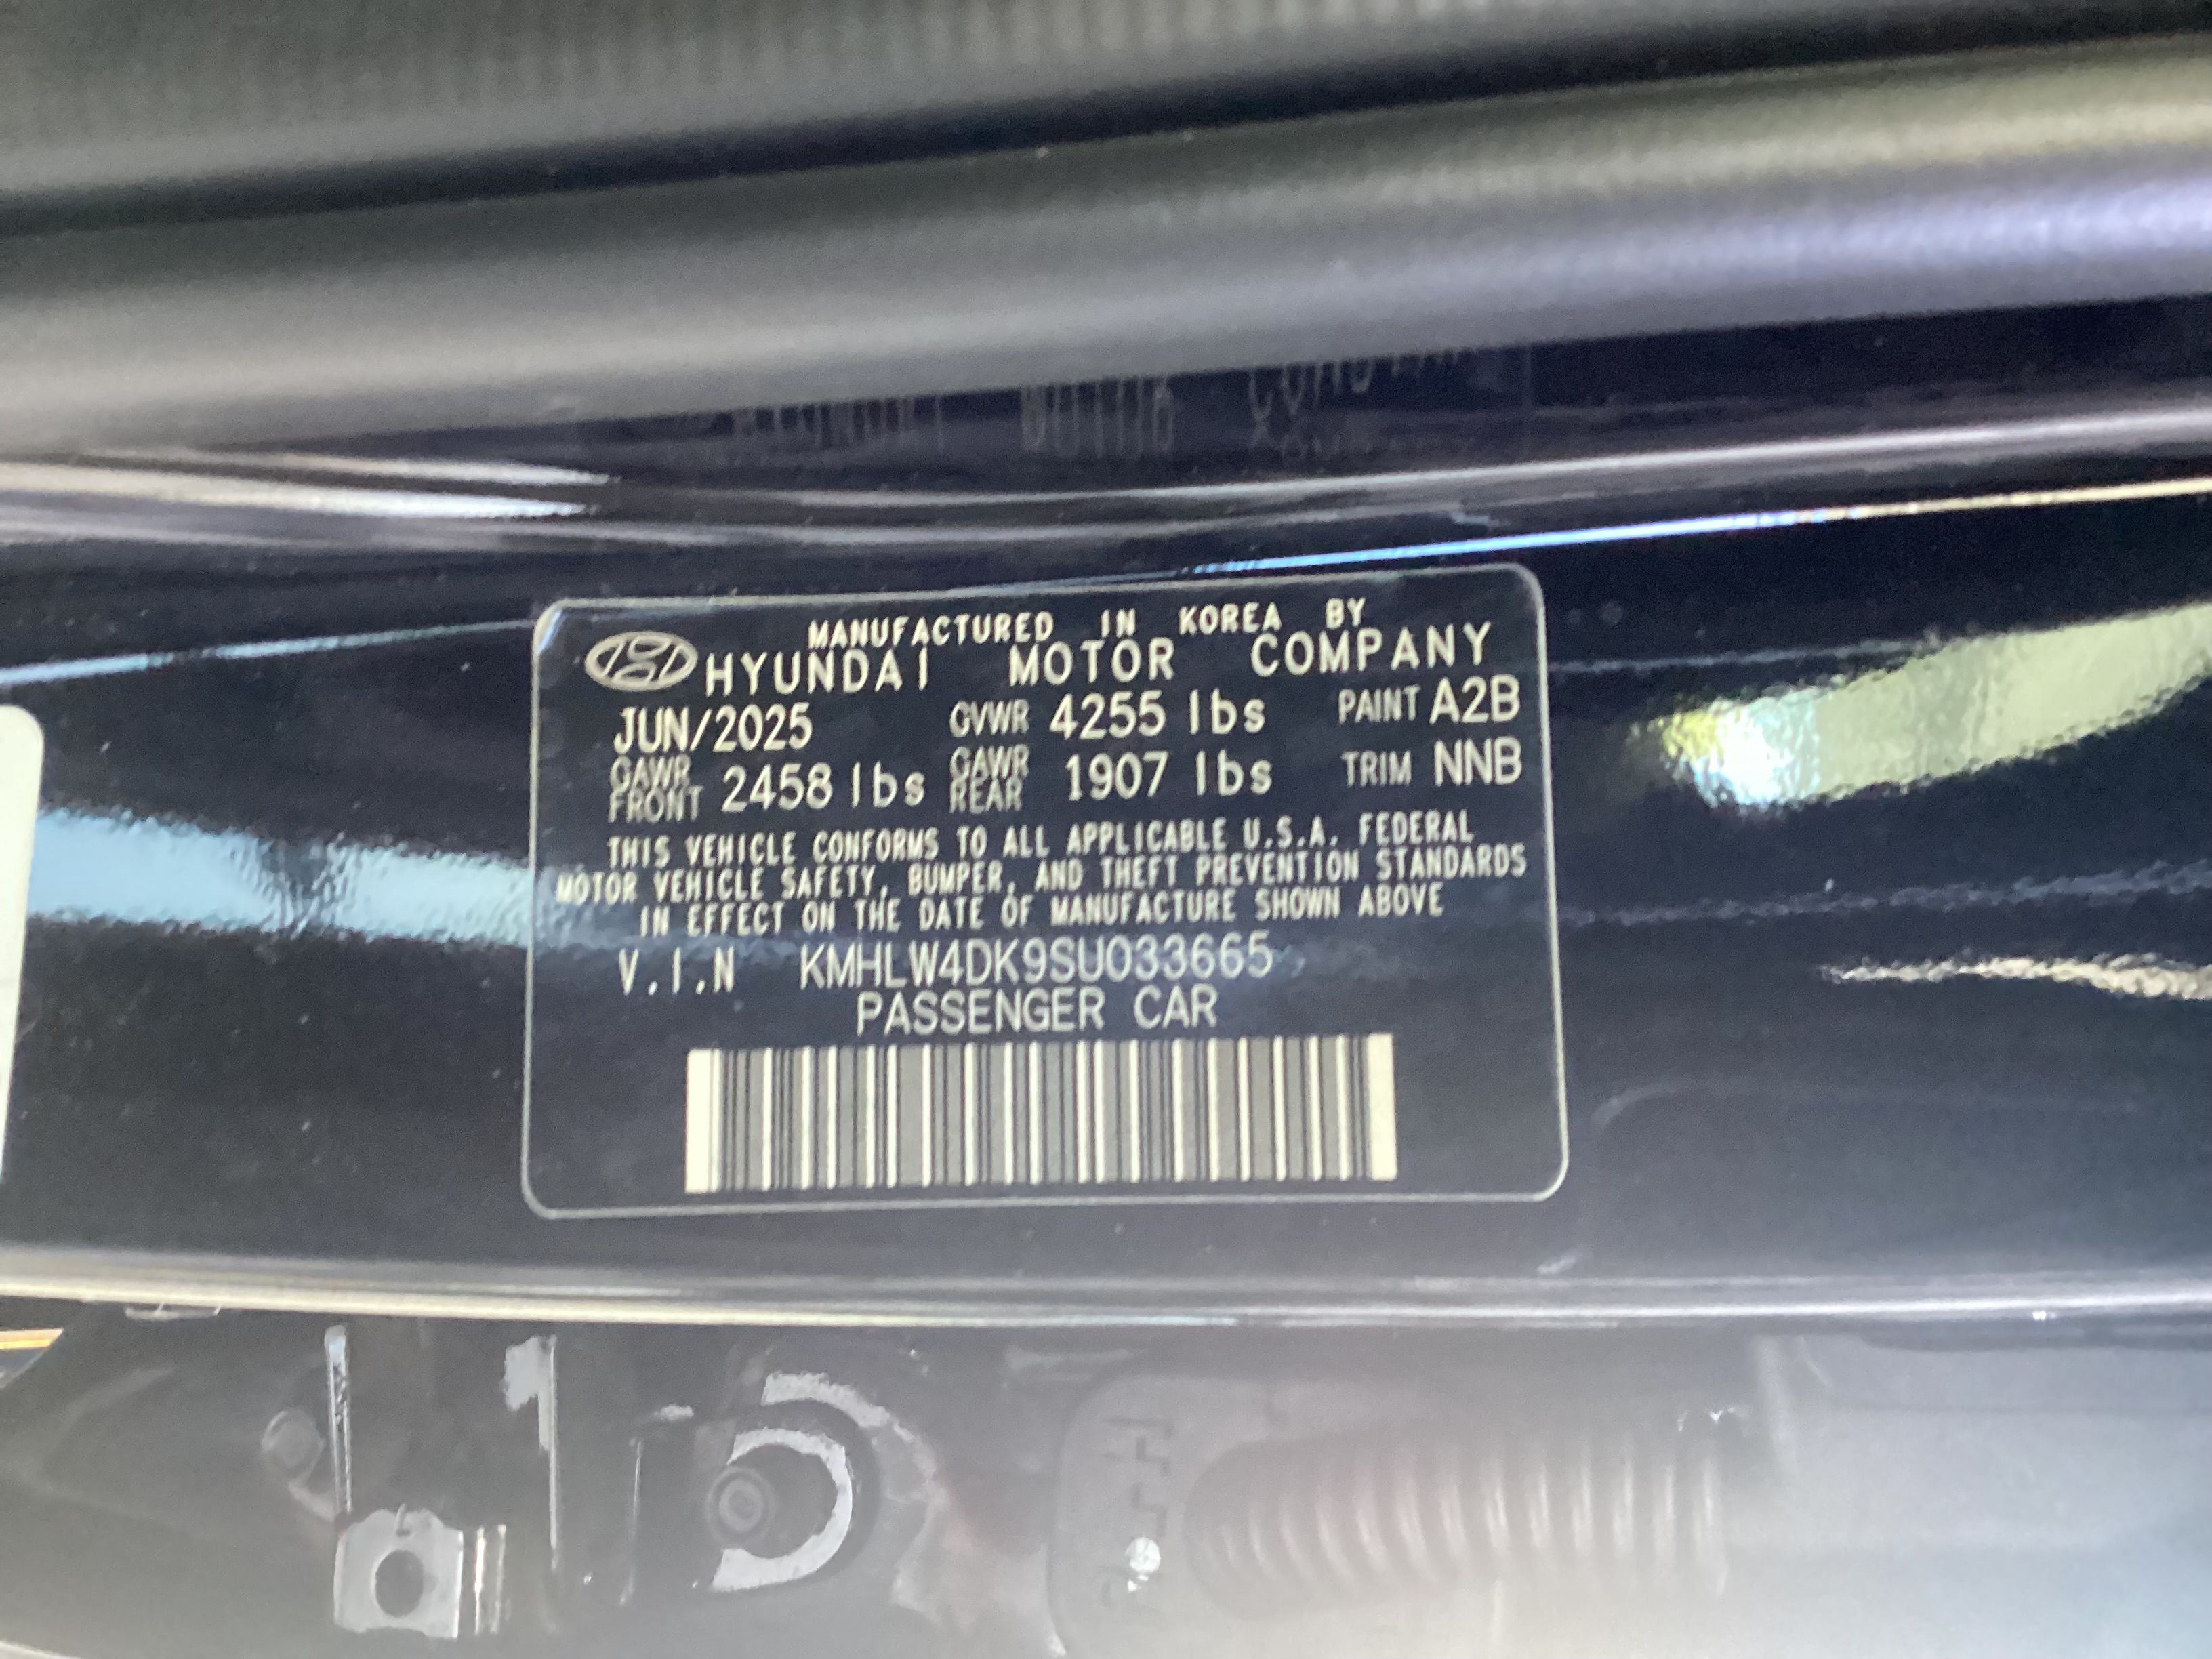 MANUFACTURED IN KOREA BY
HYUNDAI MOTOR COMPANY
JUN/2025 GVWR 4255 lbs PAINT A2B
GAWR FRONT 2458 lbs GAWR REAR 1907 lbs TRIM NNB
THIS VEHICLE CONFORMS TO ALL APPLICABLE U.S.A. FEDERAL
MOTOR VEHICLE SAFETY, BUMPER, AND THEFT PREVENTION STANDARDS
IN EFFECT ON THE DATE OF MANUFACTURE SHOWN ABOVE
V.I.N KMHLW4DK9SU033665
PASSENGER CAR